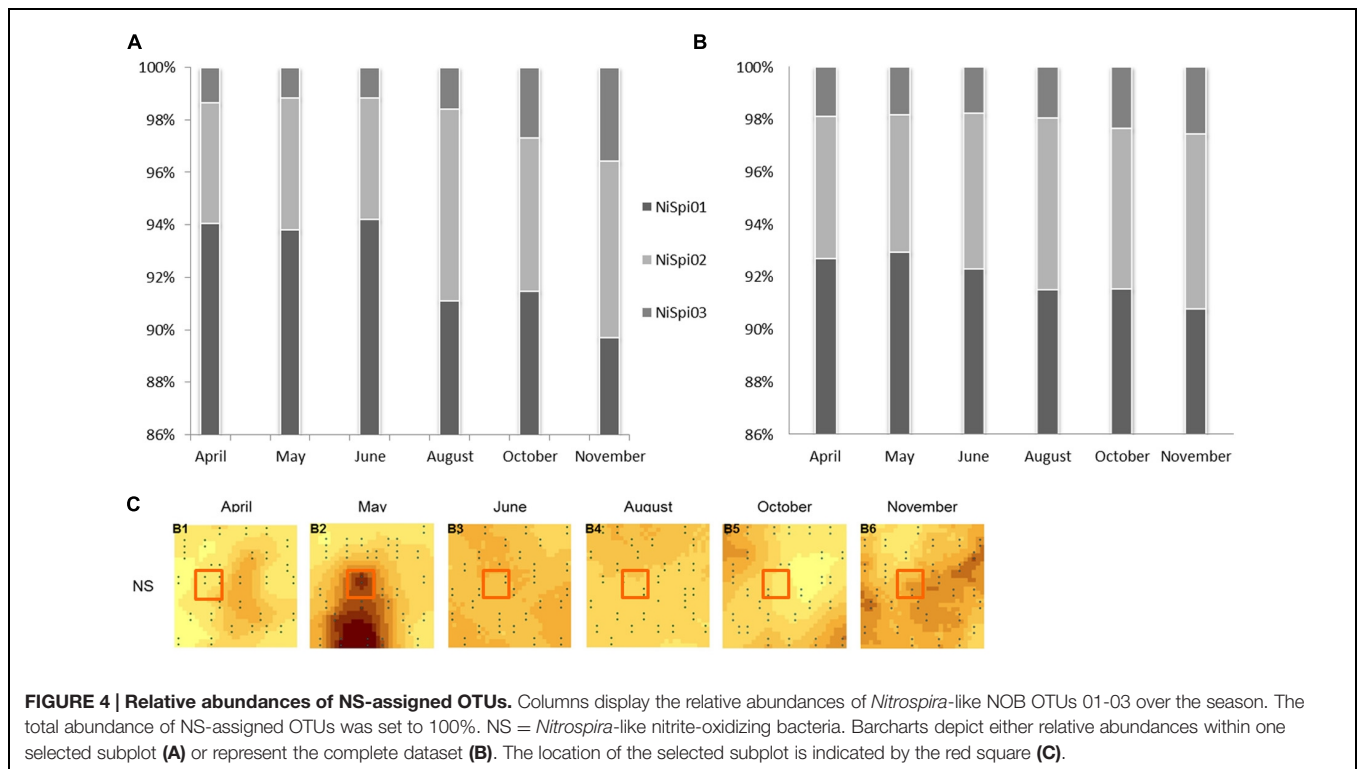 A
B
100%
98%
96%
94%
92%
90%
88%
86%
April May June August October November
NiSpi01
NiSpi02
NiSpi03
100%
98%
96%
94%
92%
90%
88%
86%
April May June August October November
C
April May June August October November
B1 B2 B3 B4 B5 B6
NS
FIGURE 4 | Relative abundances of NS-assigned OTUs. Columns display the relative abundances of Nitrospira-like NOB OTUs 01-03 over the season. The
total abundance of NS-assigned OTUs was set to 100%. NS = Nitrospira-like nitrite-oxidizing bacteria. Barcharts depict either relative abundances within one
selected subplot (A) or represent the complete dataset (B). The location of the selected subplot is indicated by the red square (C).